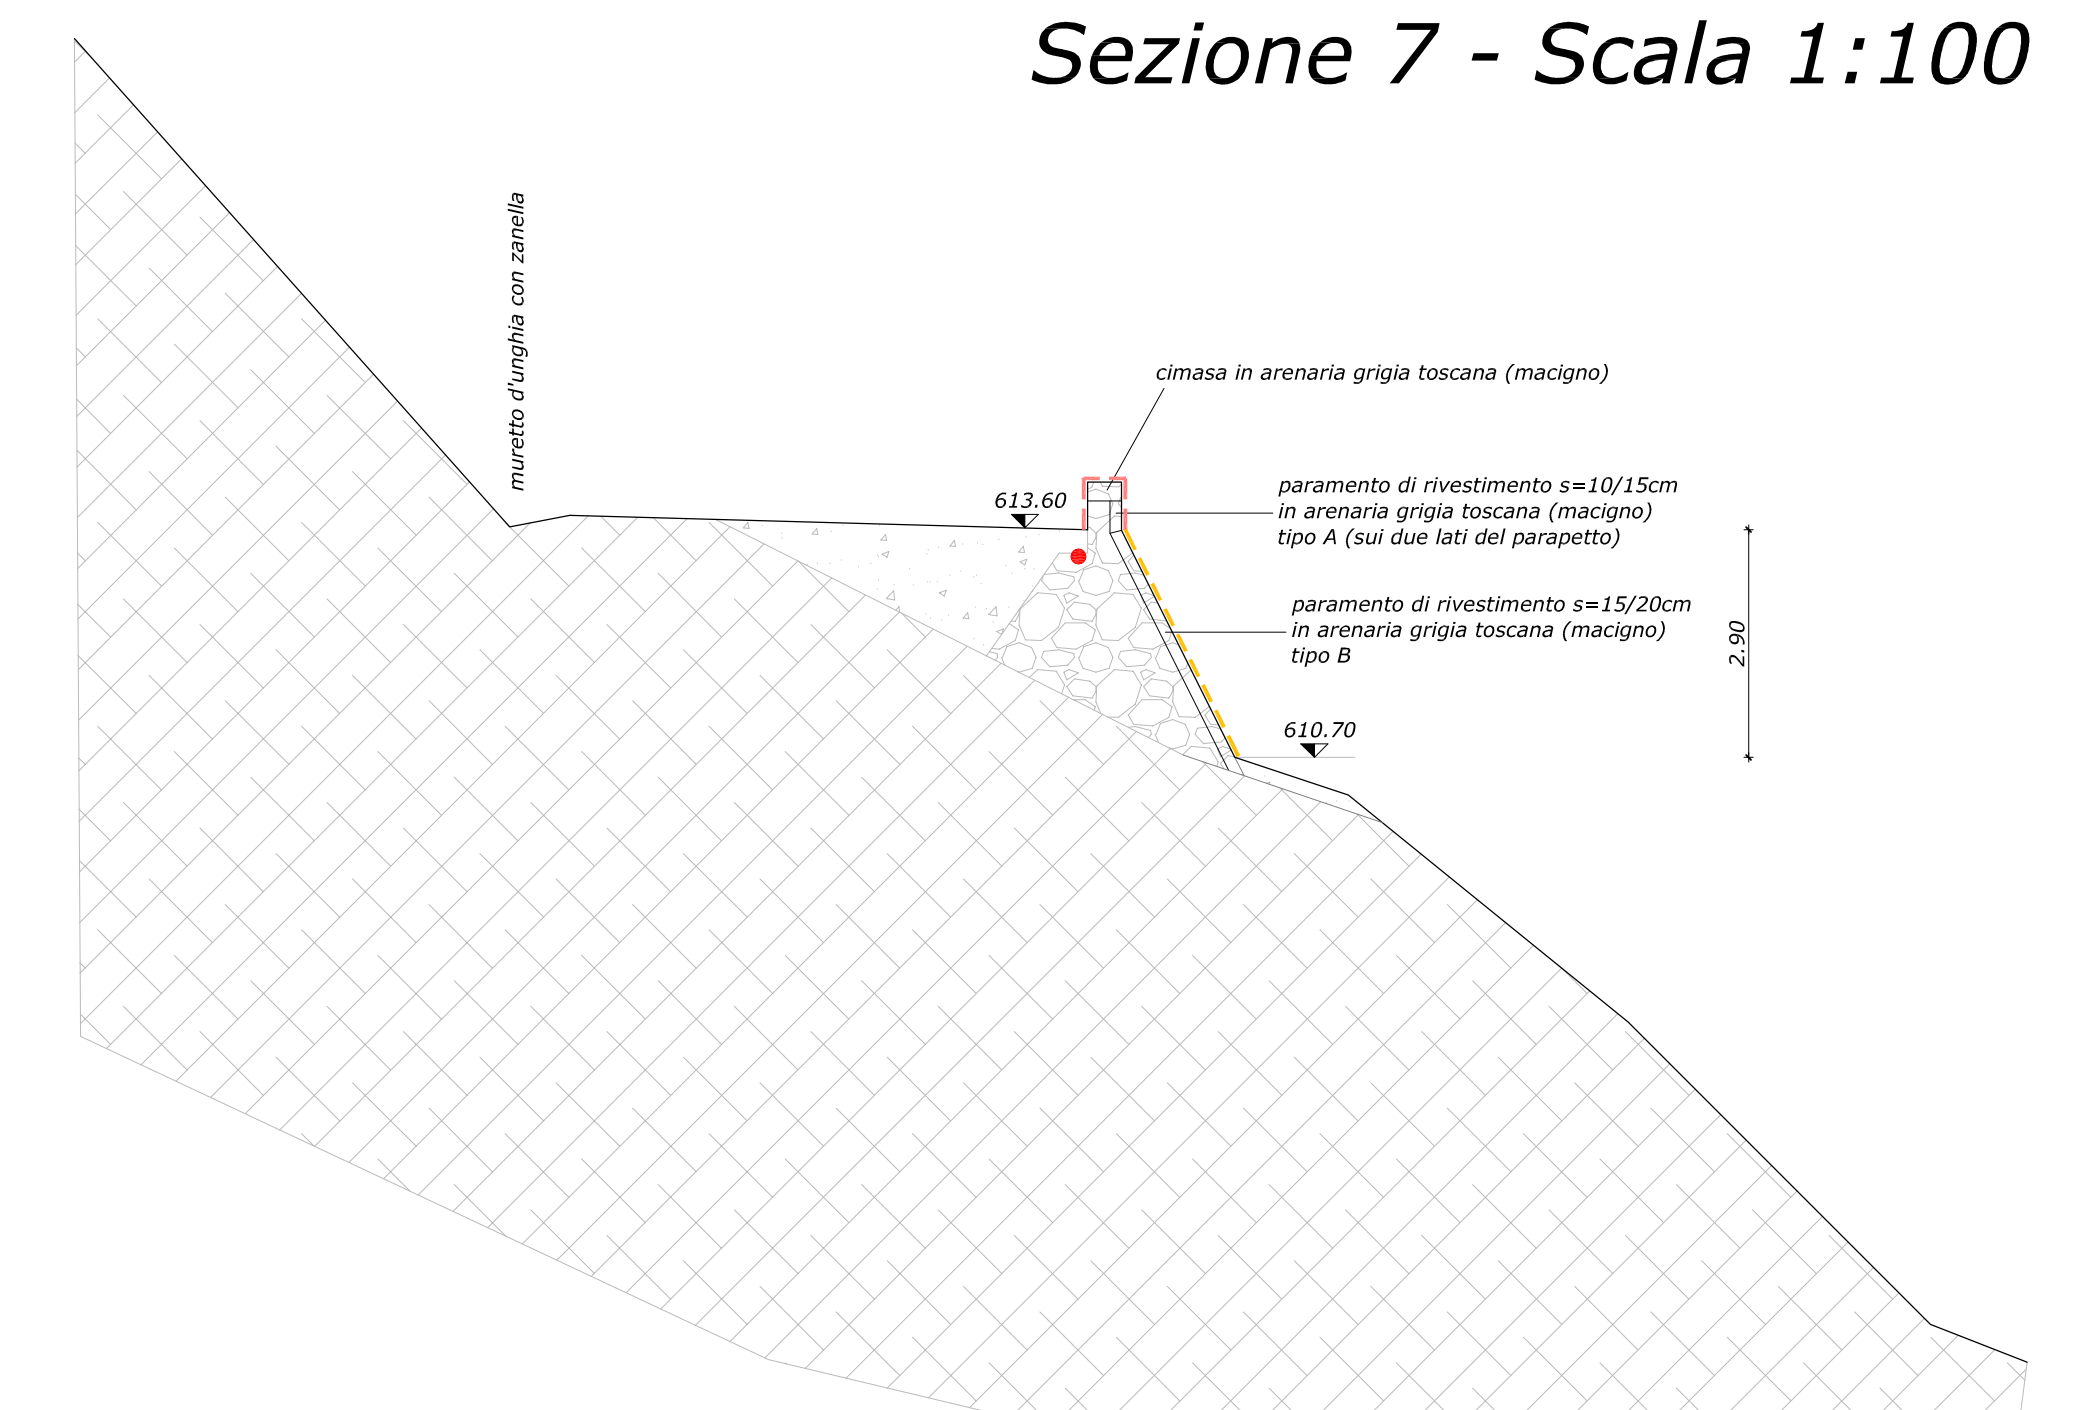 Sezione 7 - Scala 1:100
muretto d'unghia con zanella
cimasa in arenaria grigia toscana (macigno)
613.60
paramento di rivestimento s=10/15cm
in arenaria grigia toscana (macigno)
tipo A (sui due lati del parapetto)
paramento di rivestimento s=15/20cm
in arenaria grigia toscana (macigno)
tipo B
2.90
610.70